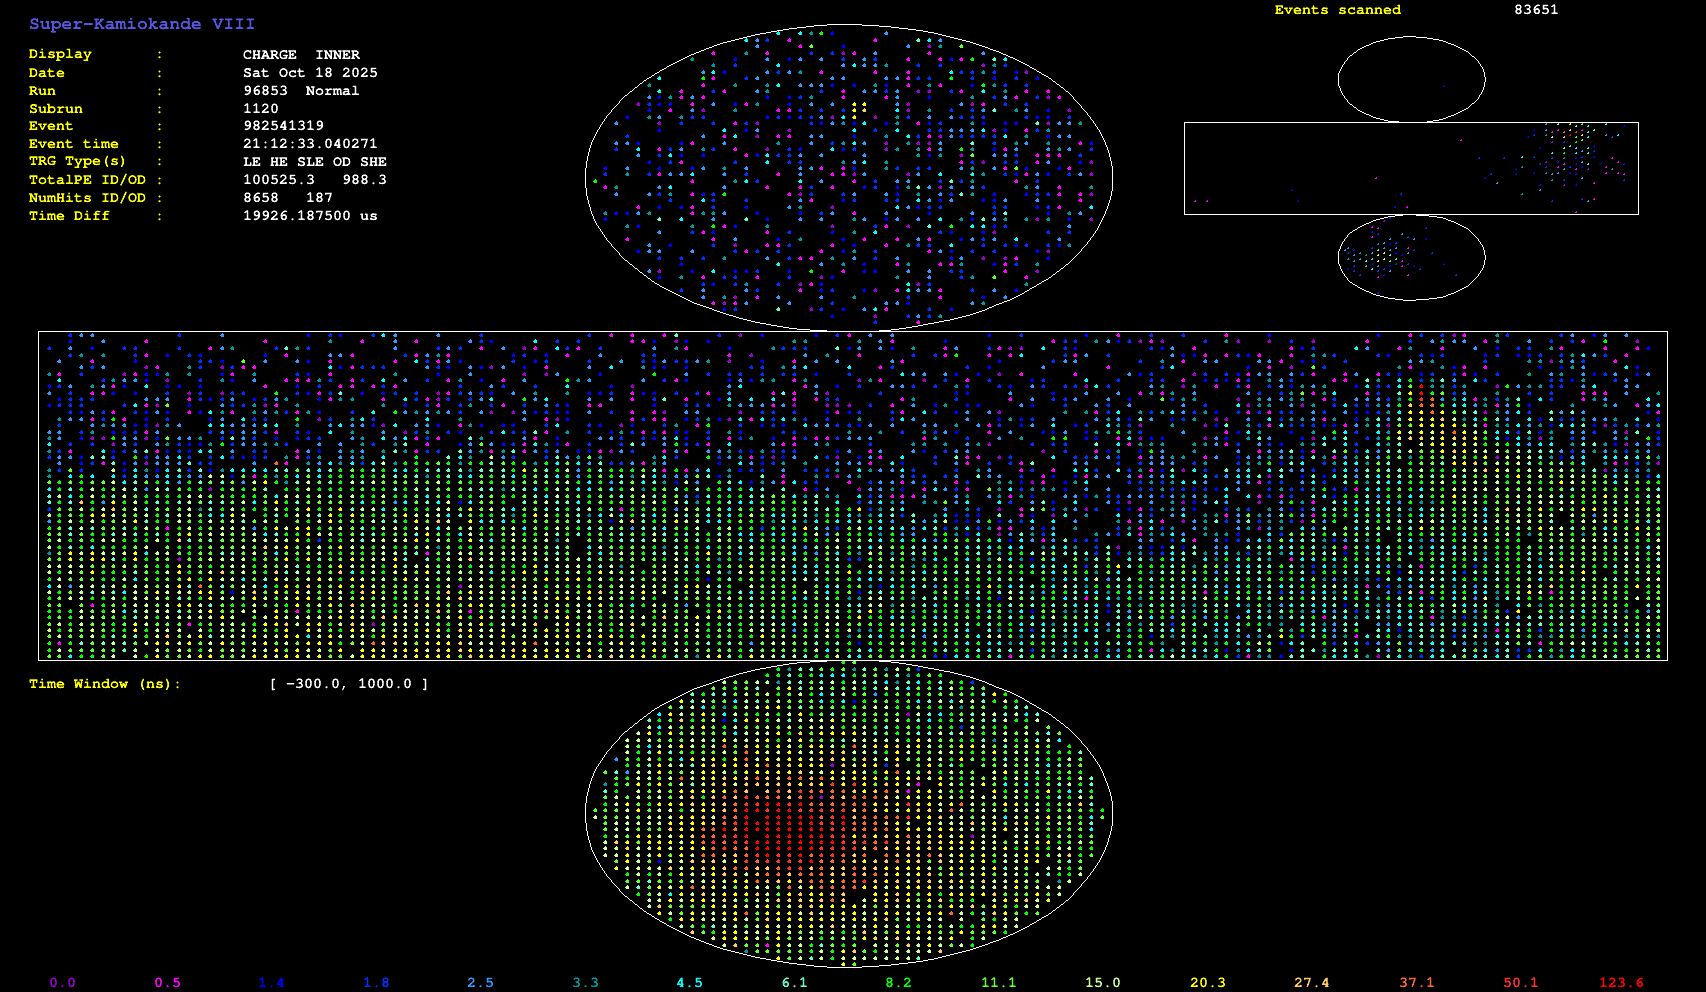 Super-Kamiokande VIII
Display : CHARGE INNER
Date : Sat Oct 18 2025
Run : 96853 Normal
Subrun : 1120
Event : 982541319
Event time : 21:12:33.040271
TRG Type(s) : LE HE SLE OD SHE
TotalPE ID/OD : 100525.3 988.3
NumHits ID/OD : 8658 187
Time Diff : 19926.187500 us
Events scanned 83651
Time Window (ns): [ -300.0, 1000.0 ]
0.0 0.5 1.4 1.8 2.5 3.3 4.5 6.1 8.2 11.1 15.0 20.3 27.4 37.1 50.1 123.6